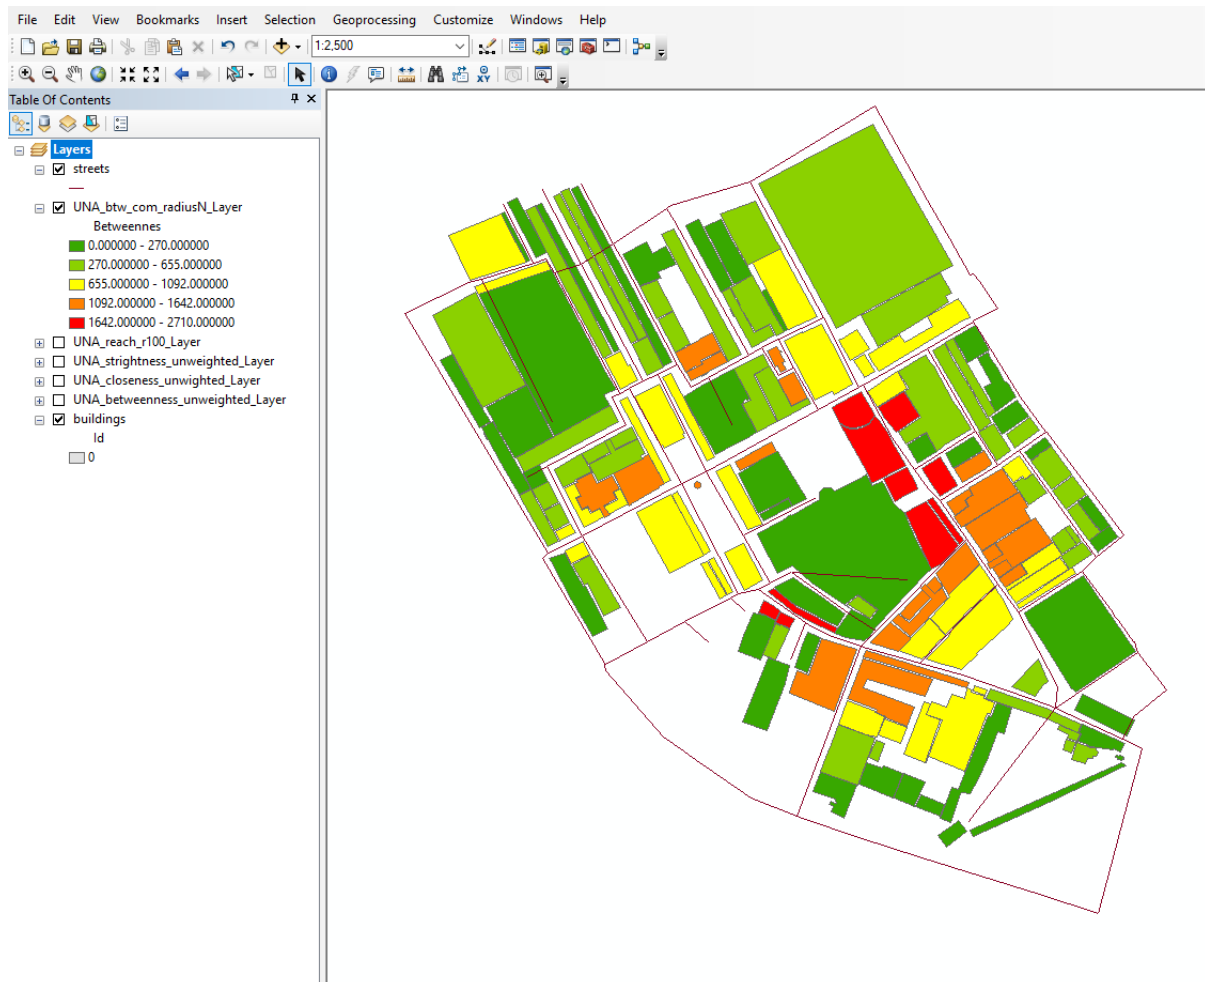 File Edit View Bookmarks Insert Selection Geoprocessing Customize Windows Help
1:2,500
XY
Table Of Contents
Layers
streets
UNA_btw_com_radiusN_Layer
Betweennes
0.000000 - 270.000000
270.000000 - 655.000000
655.000000 - 1092.000000
1092.000000 - 1642.000000
1642.000000 - 2710.000000
UNA_reach_r100_Layer
UNA_strightness_unweighted_Layer
UNA_closeness_unwighted_Layer
UNA_betweenness_unweighted_Layer
buildings
Id
0